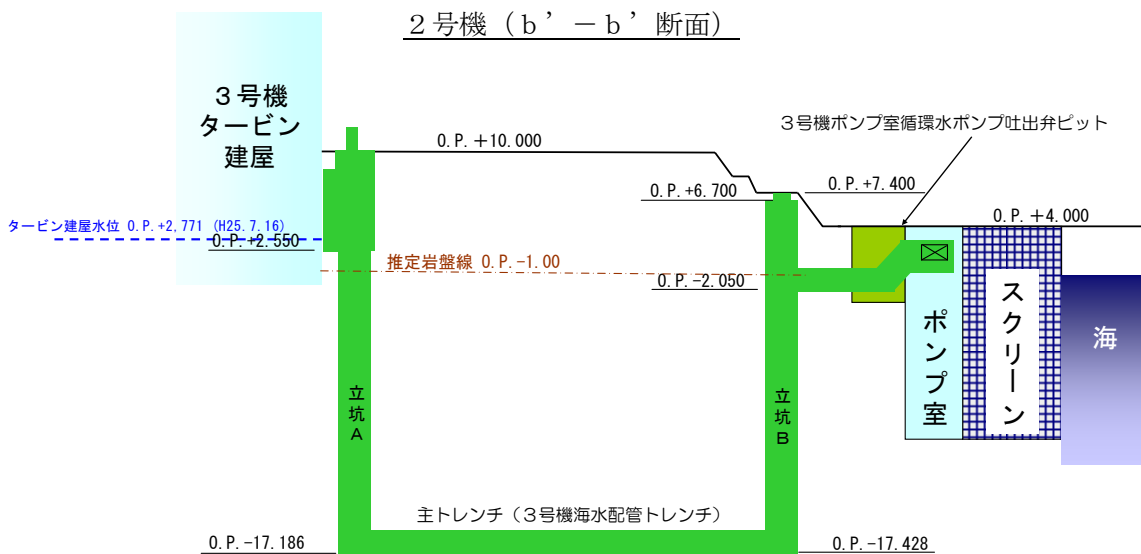 ２号機（ｂ’－ｂ’断面）
３号機
タービン
建屋
３号機ポンプ室循環水ポンプ吐出弁ピット
O.P.+10.000
O.P.+6.700
O.P.+7.400
タービン建屋水位 O.P.+2,771 (H25.7.16)
O.P.+2.550
O.P.+4.000
推定岩盤線 O.P.-1.00
O.P.-2.050
ポンプ室
スクリーン
海
立坑A
立坑B
主トレンチ（３号機海水配管トレンチ）
O.P.-17.186
O.P.-17.428